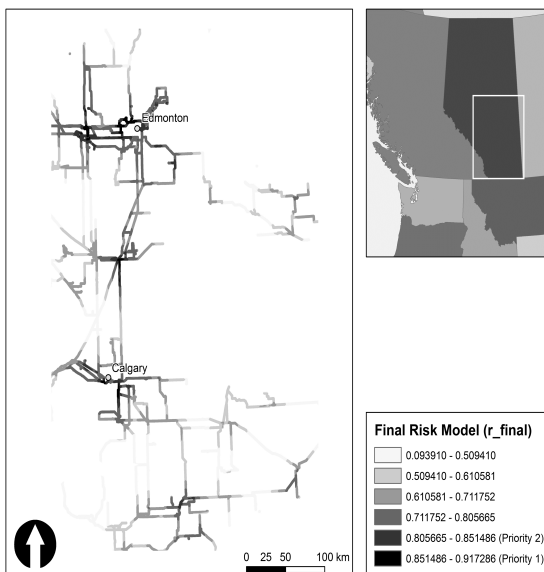 Edmonton
Calgary
0 25 50 100 km
Final Risk Model (r_final)
0.093910 - 0.509410
0.509410 - 0.610581
0.610581 - 0.711752
0.711752 - 0.805665
0.805665 - 0.851486 (Priority 2)
0.851486 - 0.917286 (Priority 1)